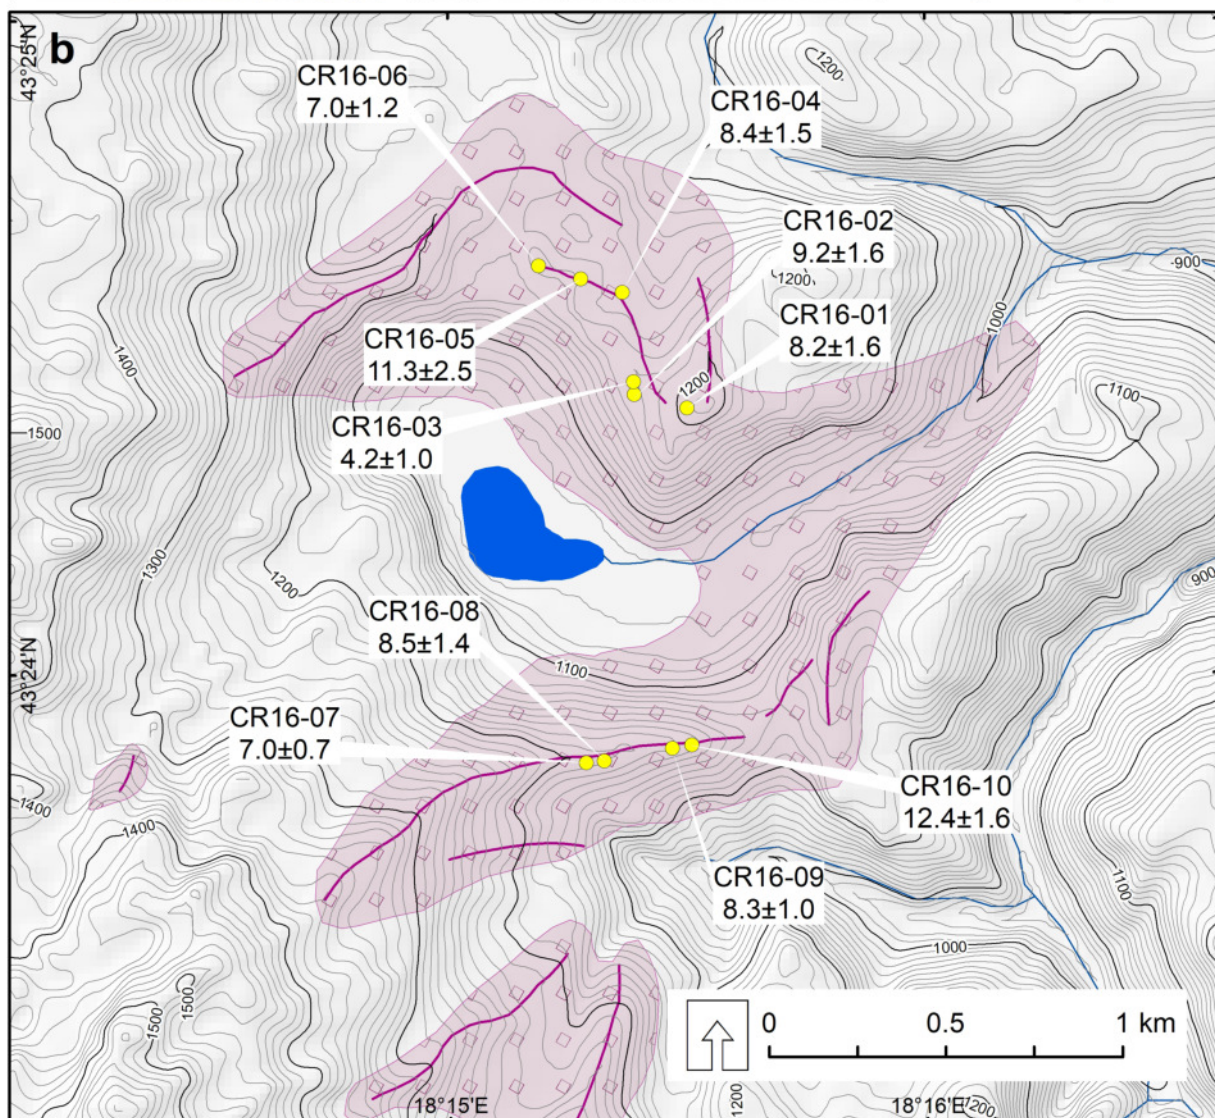 b
43°25'N
1200
CR16-06
7.0±1.2
CR16-04
8.4±1.5
CR16-02
9.2±1.6
-900
1200
CR16-01
8.2±1.6
1000
CR16-05
11.3±2.5
1400
1200
1100
CR16-03
4.2±1.0
1500
1300
1200
900
CR16-08
8.5±1.4
1100
43°24'N
CR16-07
7.0±0.7
CR16-10
12.4±1.6
1400
1400
CR16-09
8.3±1.0
1100
1000
1500
1500
0
0.5
1 km
1200
18°15'E
18°16'E
1200